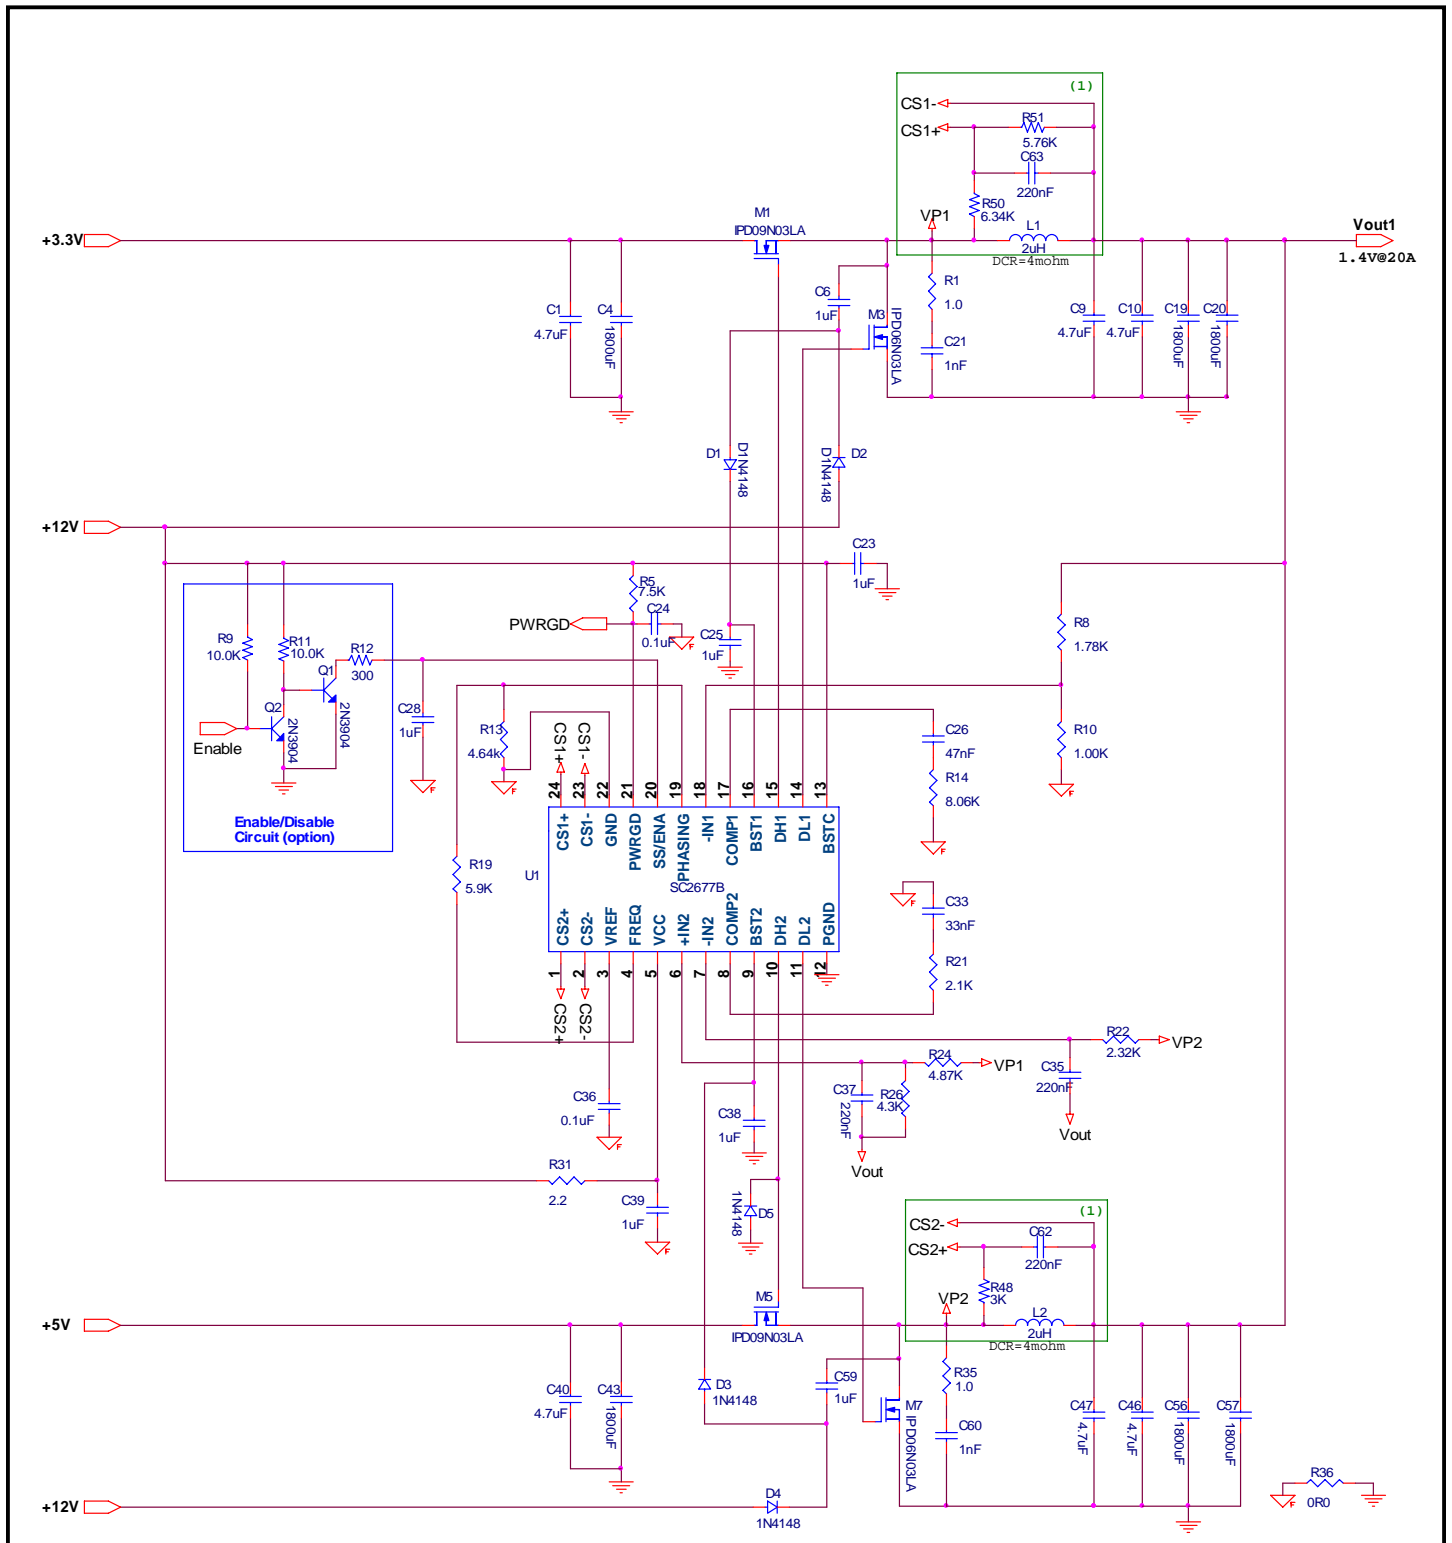 (1)
CS1-
CS1+
R51
5.76K
C63
220nF
R50
6.34K
VP1
L1
2uH
DCR=4mohm
M1
IPD09N03LA
+3.3V
Vout1
1.4V@20A
C1
4.7uF
C4
1800uF
C6
1uF
M3
IPD06N03LA
R1
1.0
C21
1nF
C9
4.7uF
C10
4.7uF
C19
1800uF
C20
1800uF
D1
D1N4148
D2
D1N4148
+12V
C23
1uF
R5
7.5K
PWRGD
C24
0.1uF
C25
1uF
R8
1.78K
R9
10.0K
R11
10.0K
R12
300
Q1
2N3904
Q2
2N3904
Enable
Enable/Disable
Circuit (option)
C28
1uF
F
R13
4.64k
F
CS1+
CS1-
F
C26
47nF
R14
8.06K
F
R10
1.00K
F
24
23
22
21
20
19
18
17
16
15
14
13
CS1+
CS1-
GND
PWRGD
SS/ENA
PHASING
-IN1
COMP1
BST1
DH1
DL1
BSTC
U1
SC2677B
CS2+
CS2-
VREF
FREQ
VCC
+IN2
-IN2
COMP2
BST2
DH2
DL2
PGND
1
2
3
4
5
6
7
8
9
10
11
12
R19
5.9K
F
C33
33nF
R21
2.1K
CS2+
CS2-
R22
2.32K
VP2
R24
4.87K
VP1
C35
220nF
Vout
C37
220nF
R26
4.3K
Vout
C36
0.1uF
F
C38
1uF
R31
2.2
C39
1uF
F
D5
1N4148
(1)
CS2-
CS2+
C62
220nF
R48
3K
VP2
L2
2uH
DCR=4mohm
M5
IPD09N03LA
+5V
C40
4.7uF
C43
1800uF
D3
1N4148
C59
1uF
M7
IPD06N03LA
R35
1.0
C60
1nF
C47
4.7uF
C46
4.7uF
C56
1800uF
C57
1800uF
R36
0R0
F
+12V
D4
1N4148